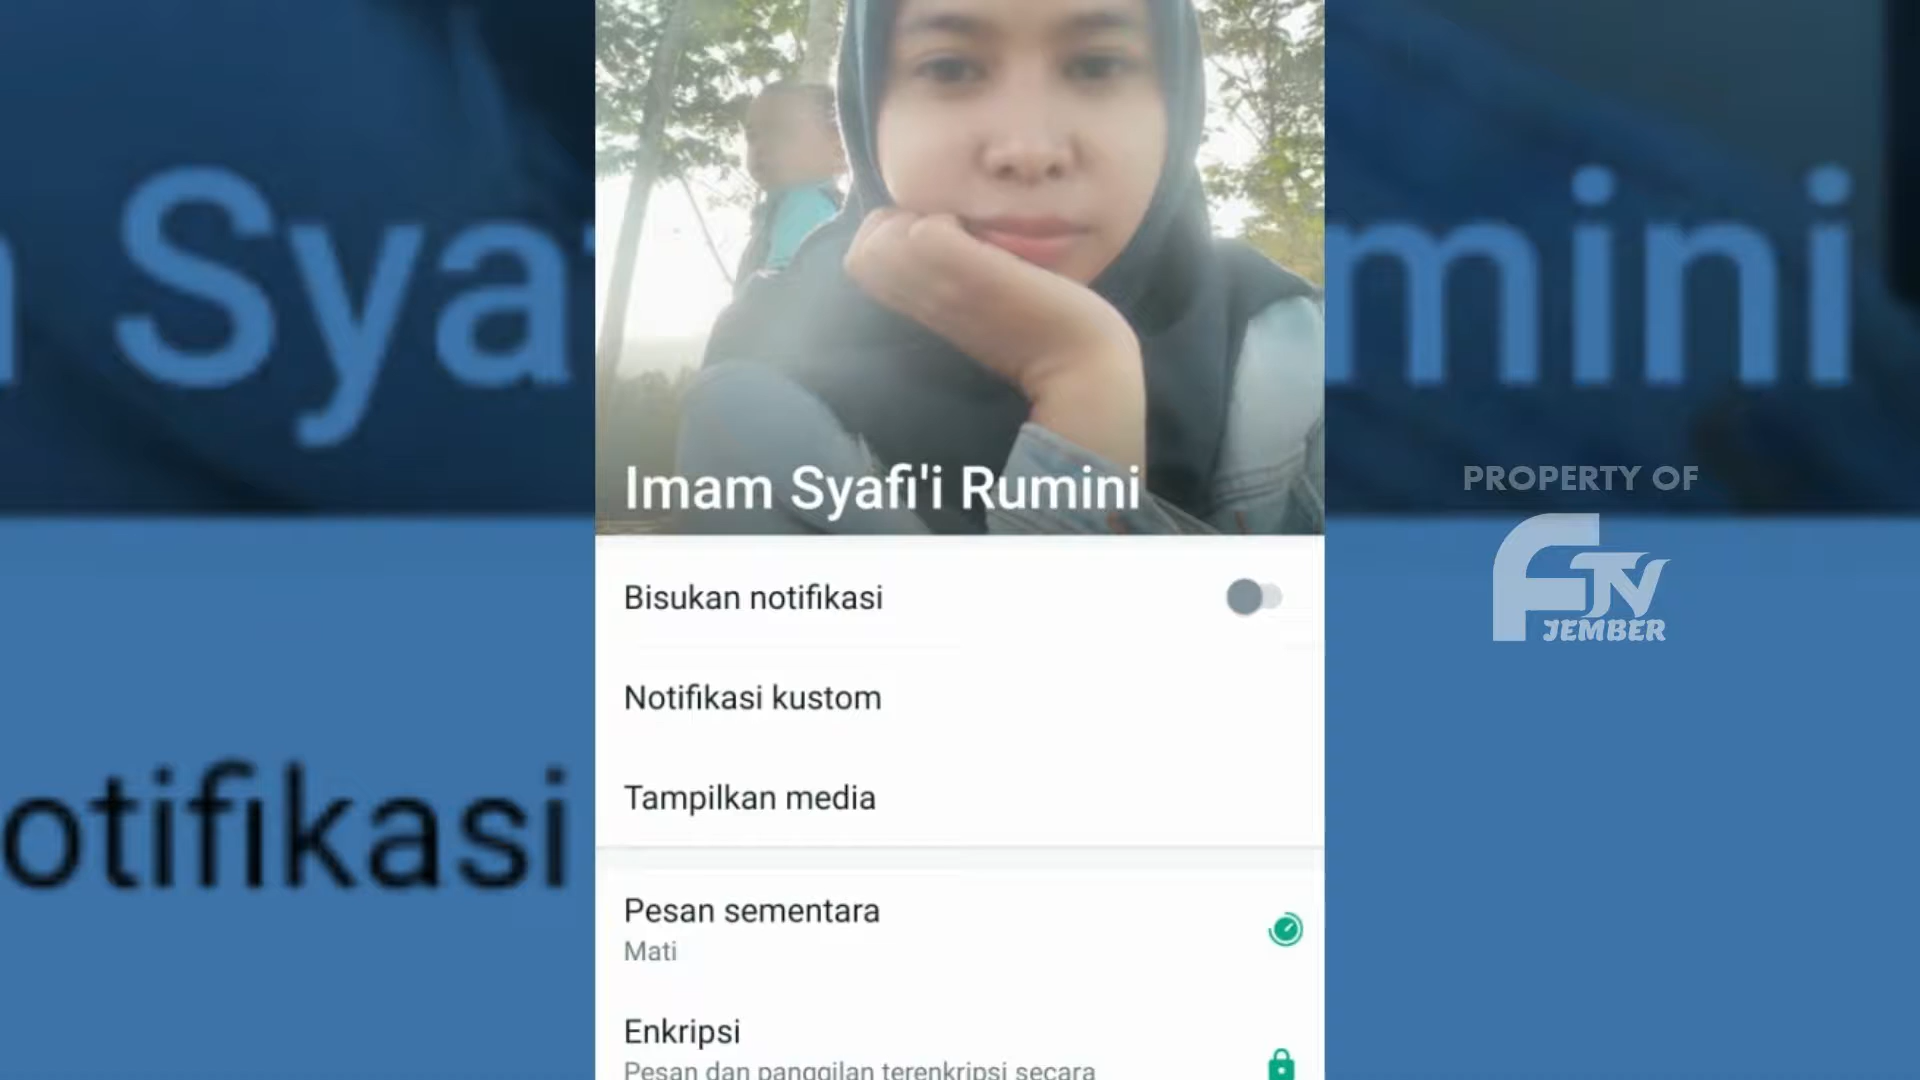 Imam Syafi'i Rumini
Bisukan notifikasi
Notifikasi kustom
Tampilkan media
Pesan sementara
Mati
Enkripsi
Pesan dan panggilan terenkripsi secara
PROPERTY OF
FTV
JEMBER
Sya
mini
otifikasi